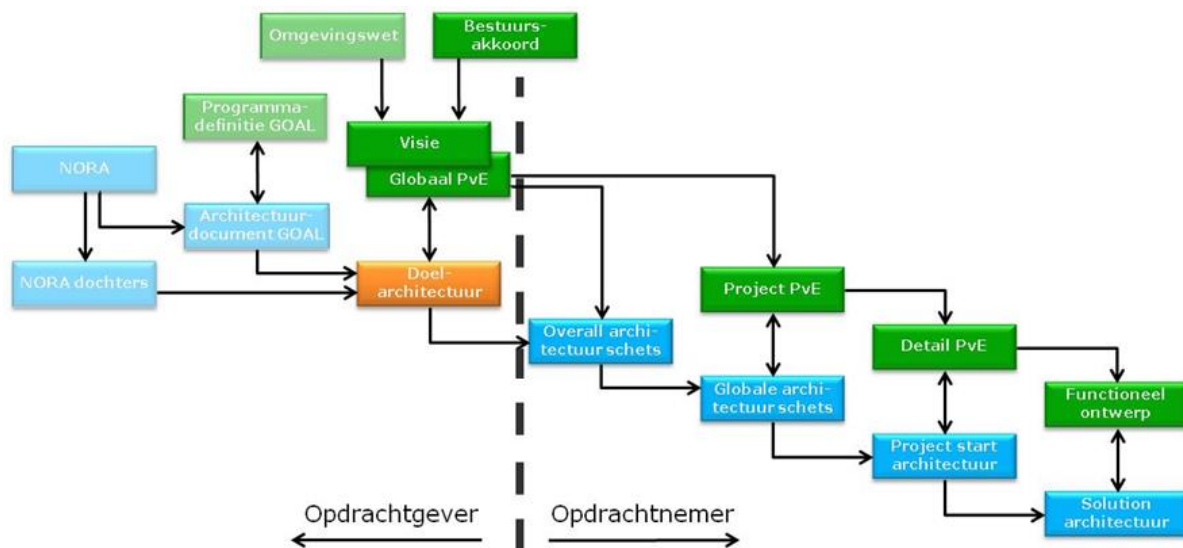 Omgevingswet
Bestuurs-
akkoord
Programma-
definitie GOAL
Visie
NORA
Globaal PvE
Architectuur-
document GOAL
NORA dochters
Doel-
architectuur
Project PvE
Overall archi-
tectuur schets
Detail PvE
Globale archi-
tectuur schets
Functioneel
ontwerp
Project start
architectuur
Solution
architectuur
Opdrachtgever
Opdrachtnemer